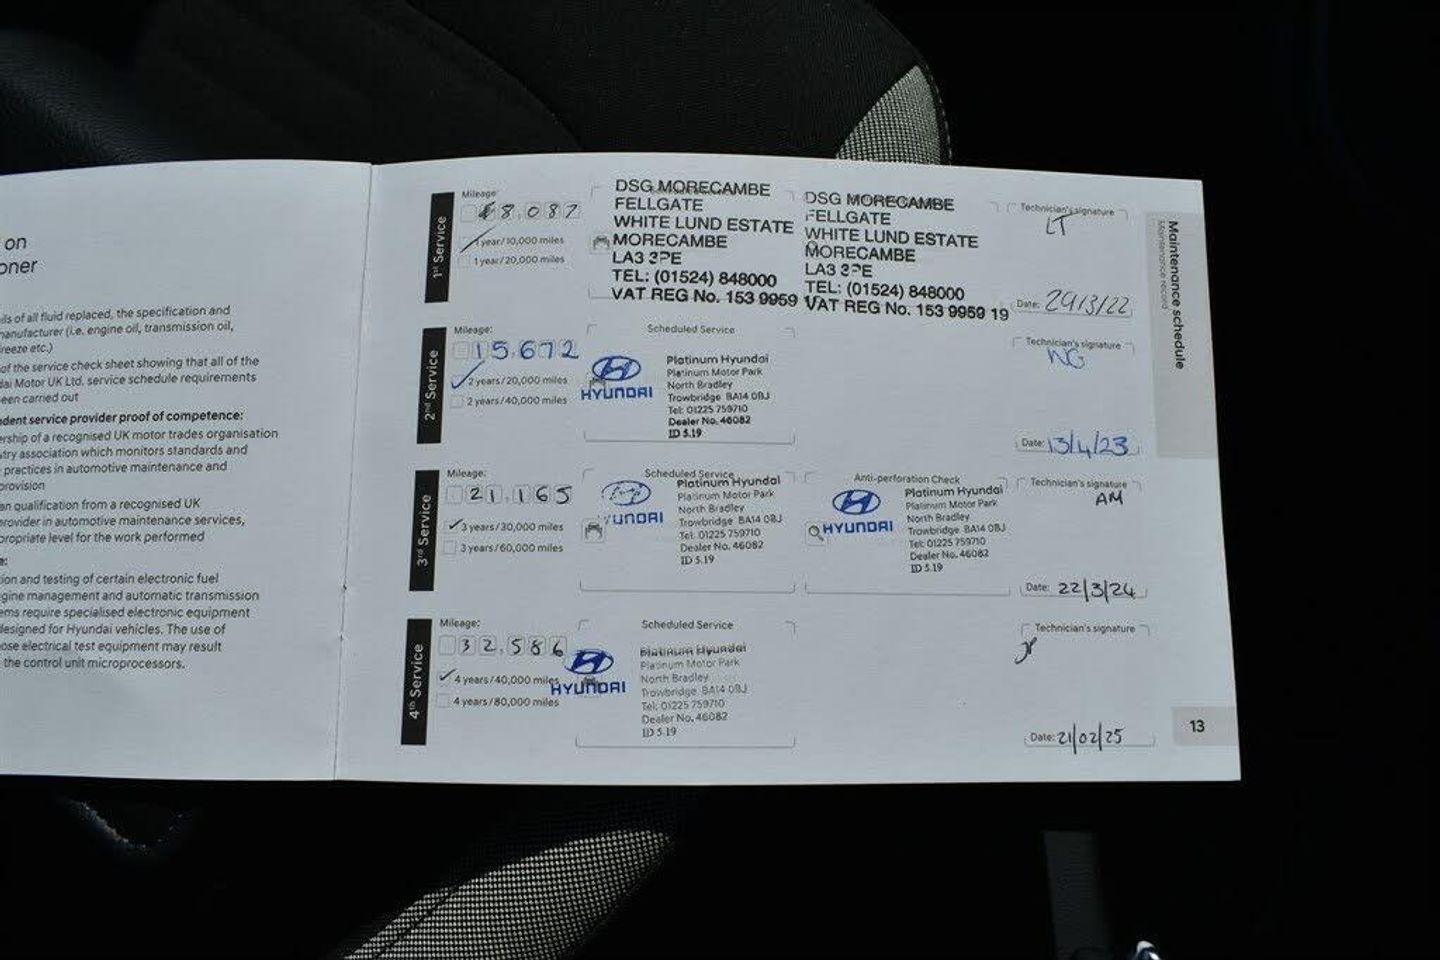 on
oner
ils of all fluid replaced, the specification and
manufacturer (i.e. engine oil, transmission oil,
reeze etc.)
of the service check sheet showing that all of the
dai Motor UK Ltd. service schedule requirements
een carried out
dent service provider proof of competence:
ership of a recognised UK motor trades organisation
stry association which monitors standards and
practices in automotive maintenance and
provision
an qualification from a recognised UK
provider in automotive maintenance services,
propriate level for the work performed
e:
ion and testing of certain electronic fuel
ngine management and automatic transmission
ems require specialised electronic equipment
designed for Hyundai vehicles. The use of
ose electrical test equipment may result
the control unit microprocessors.
1st Service
Mileage:
8,087
1 year/10,000 miles
1 year/20,000 miles
DSG MORECAMBE
FELLGATE
WHITE LUND ESTATE
MORECAMBE
LA3 3PE
TEL: (01524) 848000
VAT REG No. 153 9959
DSG MORECAMBE
FELLGATE
WHITE LUND ESTATE
MORECAMBE
LA3 3PE
TEL: (01524) 848000
VAT REG No. 153 9959 19
Technician's signature
LT
Date: 29/3/22
2nd Service
Mileage:
15,672
2 years/20,000 miles
2 years/40,000 miles
Scheduled Service
HYUNDAI
Platinum Hyundai
Platinum Motor Park
North Bradley
Trowbridge BA14 0BJ
Tel: 01225 759710
Dealer No. 46082
ID 5.19
Technician's signature
NG
Date: 13/4/23
3rd Service
Mileage:
21,165
3 years/30,000 miles
3 years/60,000 miles
Scheduled Service
YUNDAI
Platinum Hyundai
Platinum Motor Park
North Bradley
Trowbridge BA14 0BJ
Tel: 01225 759710
Dealer No. 46082
ID 5.19
Anti-perforation Check
HYUNDAI
Platinum Hyundai
Platinum Motor Park
North Bradley
Trowbridge BA14 0BJ
Tel: 01225 759710
Dealer No. 46082
ID 5.19
Technician's signature
AM
Date: 22/3/24
4th Service
Mileage:
32,586
4 years/40,000 miles
4 years/80,000 miles
Scheduled Service
HYUNDAI
Platinum Hyundai
Platinum Motor Park
North Bradley
Trowbridge BA14 0BJ
Tel: 01225 759710
Dealer No. 46082
ID 5.19
Technician's signature
Date: 21/02/25
Maintenance schedule
Maintenance record
13